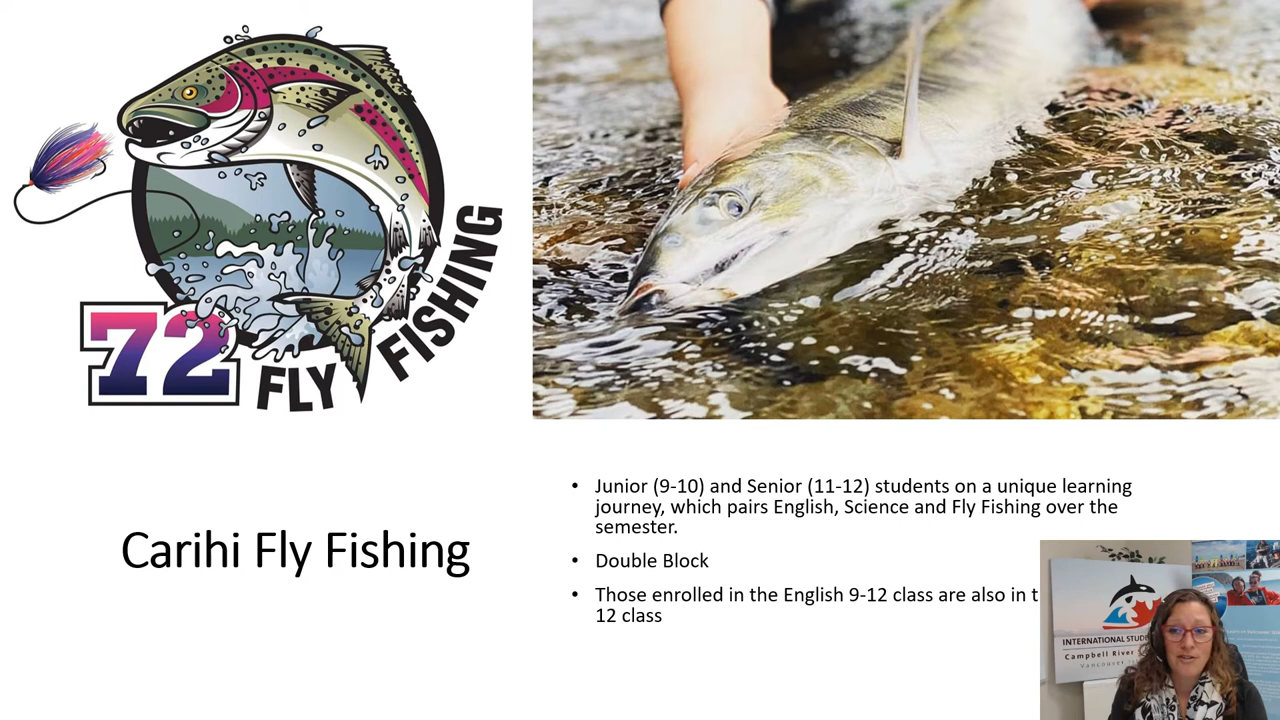 72
FLY FISHING
Carihi Fly Fishing
• Junior (9-10) and Senior (11-12) students on a unique learning
journey, which pairs English, Science and Fly Fishing over the
semester.
• Double Block
• Those enrolled in the English 9-12 class are also in t
12 class
INTERNATIONAL STUDE
Campbell River
Vancouver